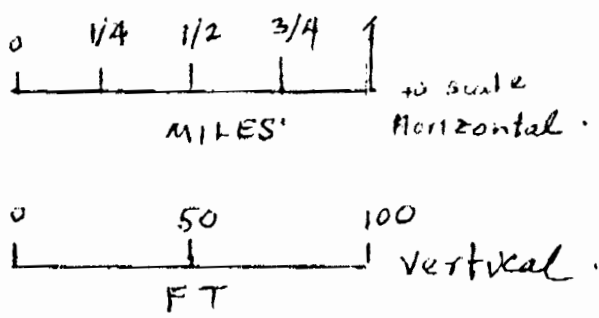 0 1/4 1/2 3/4 1
to scale
MILES Horizontal.
0 50 100
Vertical.
FT